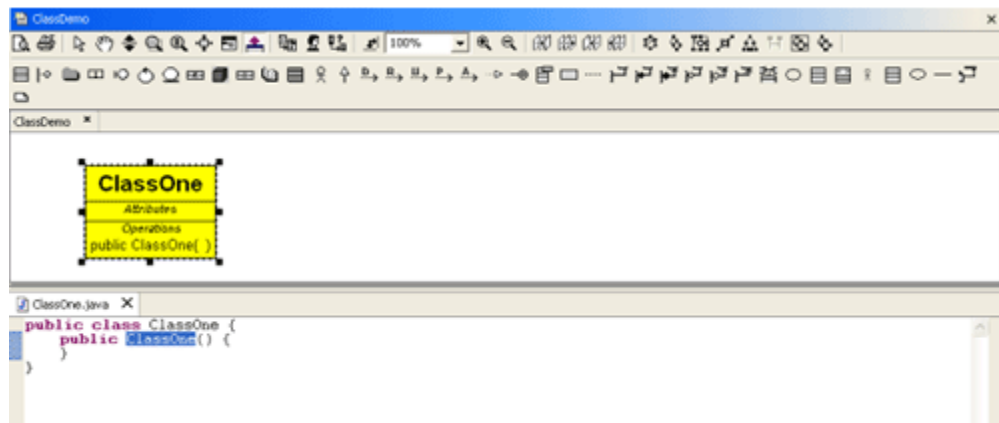 ClassDemo
100%
ClassDemo
ClassOne
Attributes
Operations
public ClassOne( )
ClassOne.java
public class ClassOne {
public ClassOne() {
}
}